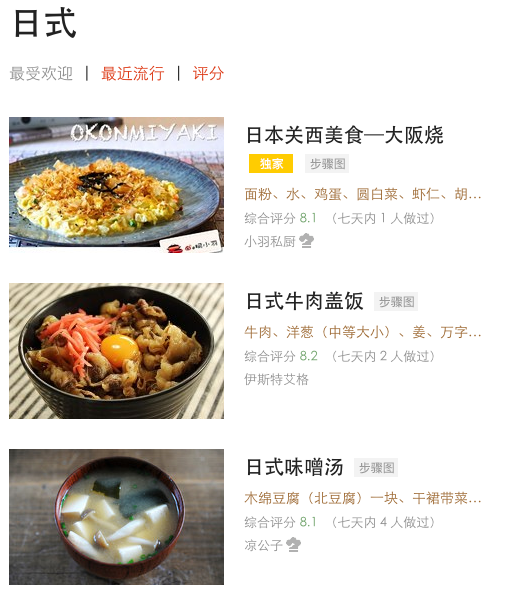 日式
最受欢迎 | 最近流行 | 评分
OKONMIYAKI
日本关西美食—大阪烧
独家 步骤图
面粉、水、鸡蛋、圆白菜、虾仁、胡...
综合评分 8.1 （七天内 1 人做过）
小羽私厨
日式牛肉盖饭 步骤图
牛肉、洋葱（中等大小）、姜、万字...
综合评分 8.2 （七天内 2 人做过）
伊斯特艾格
日式味噌汤 步骤图
木绵豆腐（北豆腐）一块、干裙带菜...
综合评分 8.1 （七天内 4 人做过）
凉公子